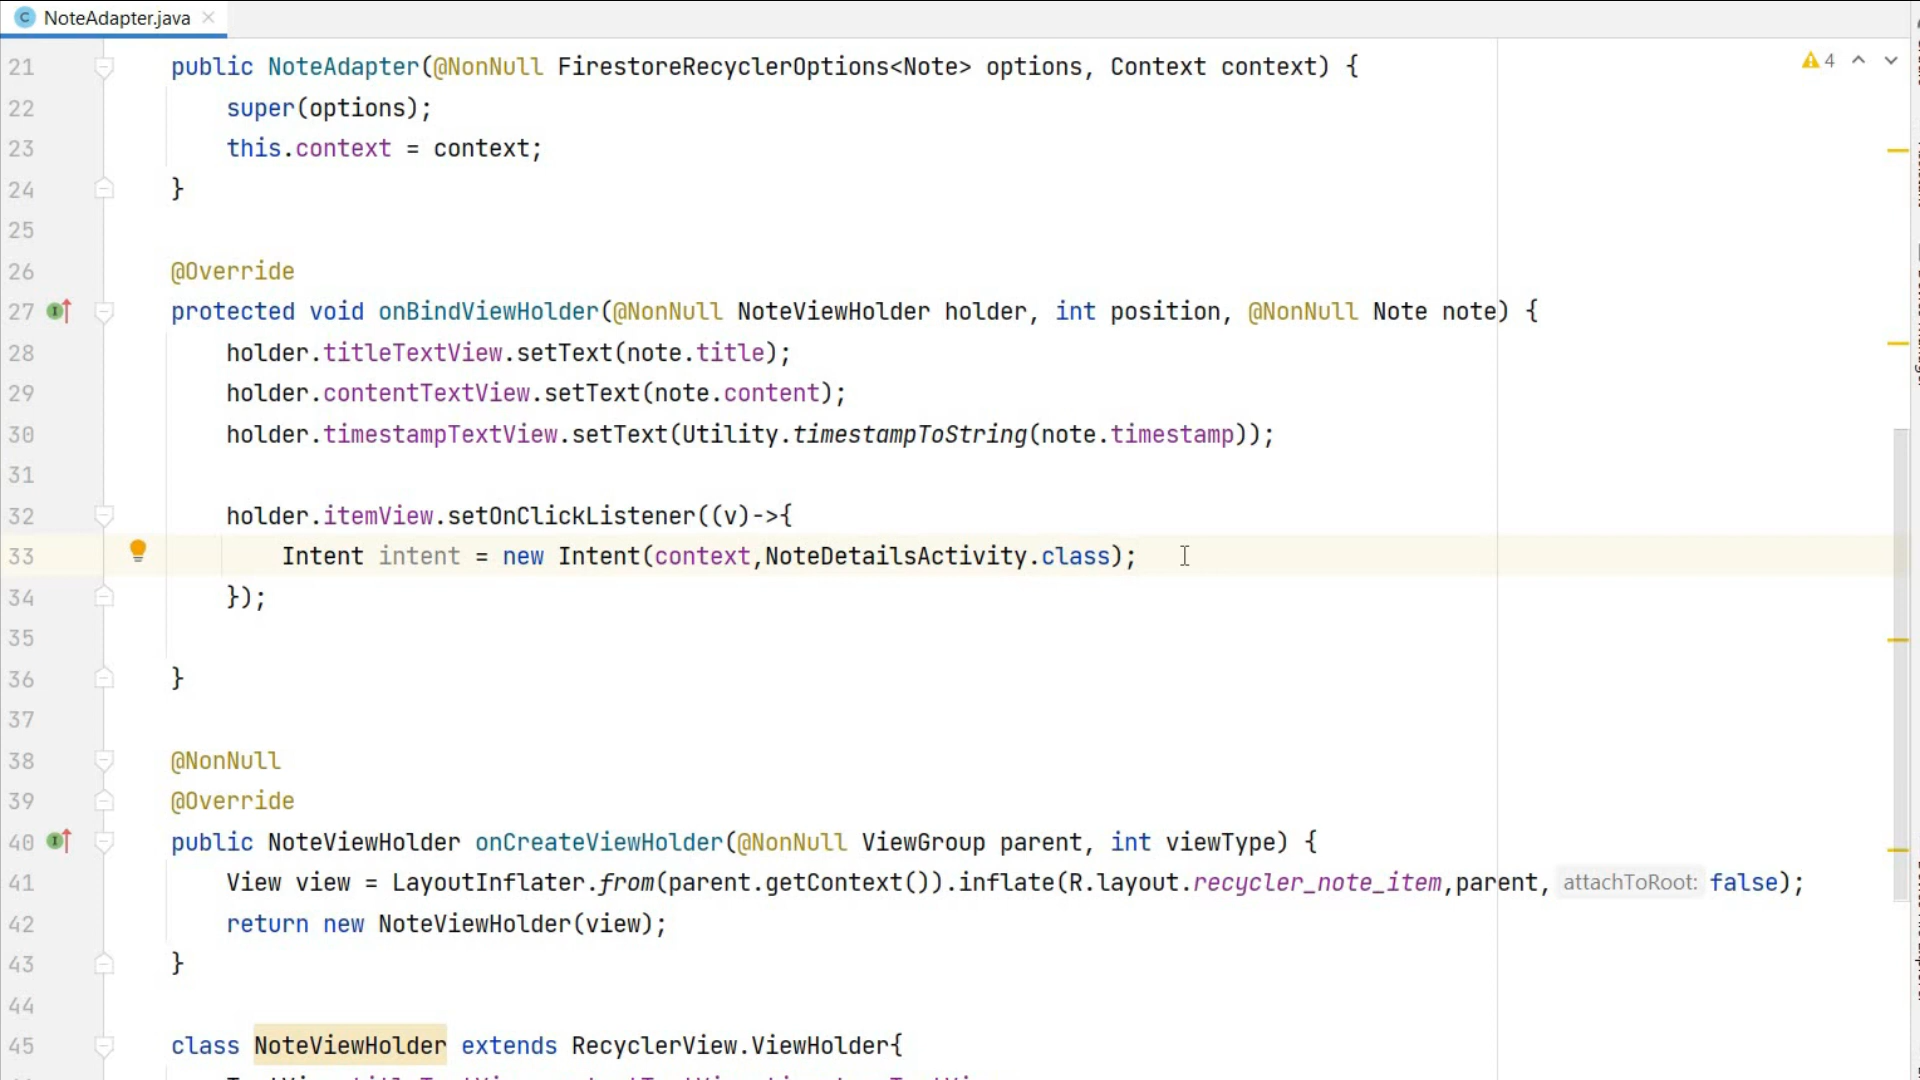 NoteAdapter.java
4
21 public NoteAdapter(@NonNull FirestoreRecyclerOptions<Note> options, Context context) {
22 super(options);
23 this.context = context;
24 }
25
26 @Override
27 protected void onBindViewHolder(@NonNull NoteViewHolder holder, int position, @NonNull Note note) {
28 holder.titleTextView.setText(note.title);
29 holder.contentTextView.setText(note.content);
30 holder.timestampTextView.setText(Utility.timestampToString(note.timestamp));
31
32 holder.itemView.setOnClickListener((v)->{
33 Intent intent = new Intent(context,NoteDetailsActivity.class);
34 });
35
36 }
37
38 @NonNull
39 @Override
40 public NoteViewHolder onCreateViewHolder(@NonNull ViewGroup parent, int viewType) {
41 View view = LayoutInflater.from(parent.getContext()).inflate(R.layout.recycler_note_item,parent, attachToRoot: false);
42 return new NoteViewHolder(view);
43 }
44
45 class NoteViewHolder extends RecyclerView.ViewHolder{